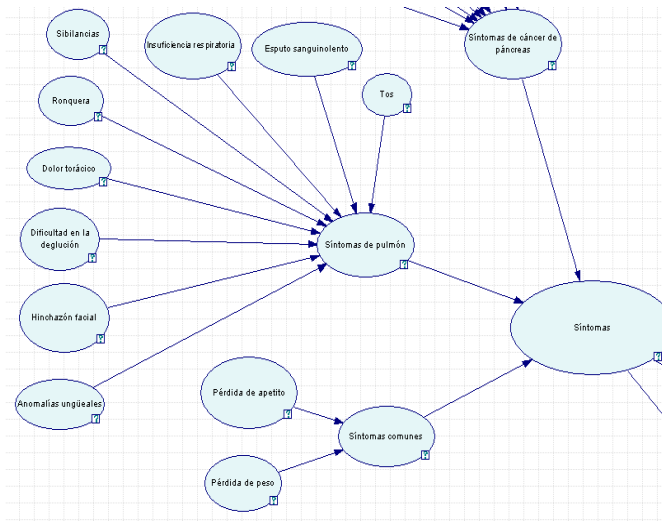 Sibilancias
Insuficiencia respiratoria
Esputo sanguinolento
Síntomas de cáncer de
páncreas
Ronquera
Tos
Dolor torácico
Dificultad en la
deglución
Síntomas de pulmón
Hinchazón facial
Síntomas
Anomalías ungüeales
Pérdida de apetito
Síntomas comunes
Pérdida de peso